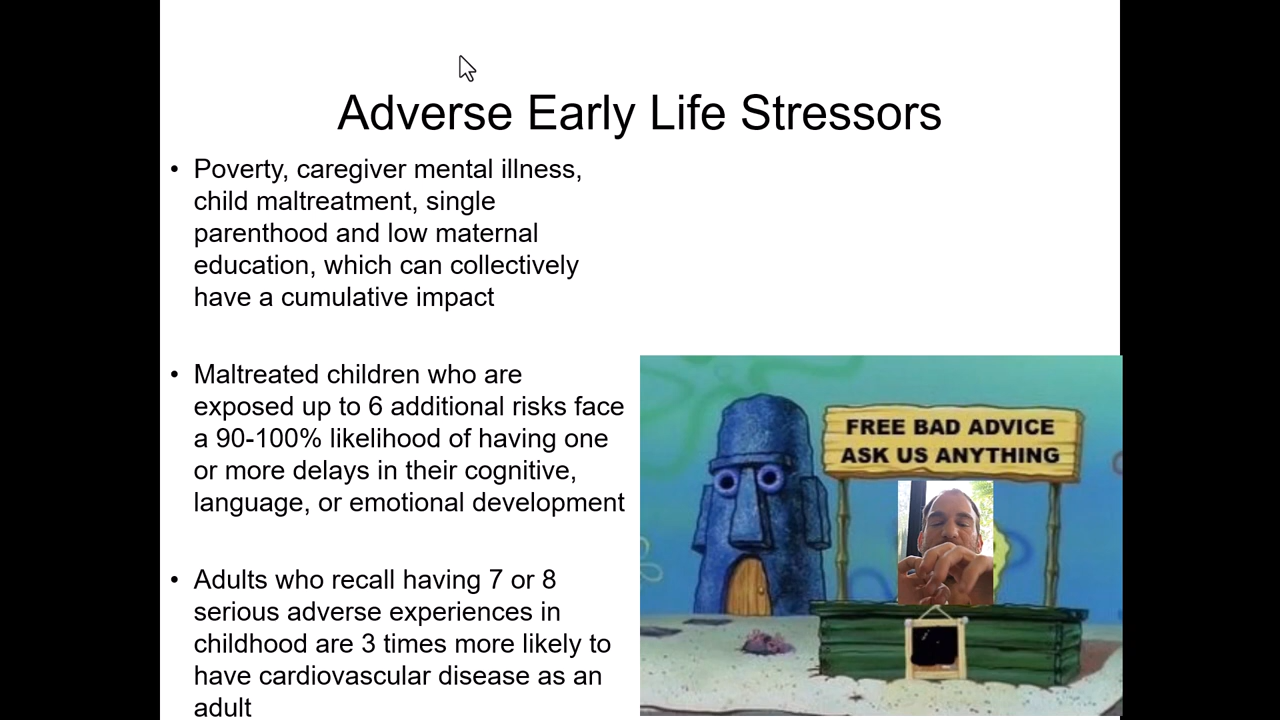 Adverse Early Life Stressors
• Poverty, caregiver mental illness,
child maltreatment, single
parenthood and low maternal
education, which can collectively
have a cumulative impact
• Maltreated children who are
exposed up to 6 additional risks face
a 90-100% likelihood of having one
or more delays in their cognitive,
language, or emotional development
• Adults who recall having 7 or 8
serious adverse experiences in
childhood are 3 times more likely to
have cardiovascular disease as an
adult
FREE BAD ADVICE
ASK US ANYTHING